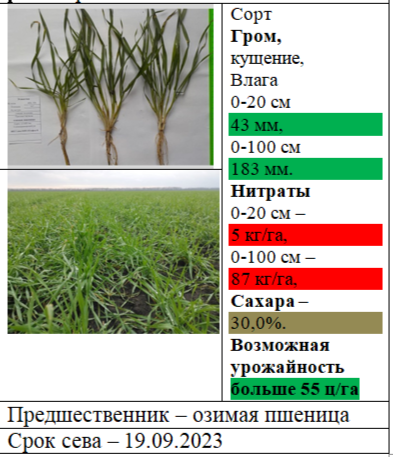 Сорт
Гром,
кущение,
Влага
0-20 см
43 мм,
0-100 см
183 мм.
Нитраты
0-20 см –
5 кг/га,
0-100 см –
87 кг/га,
Сахара –
30,0%.
Возможная
урожайность
больше 55 ц/га
Предшественник – озимая пшеница
Срок сева – 19.09.2023